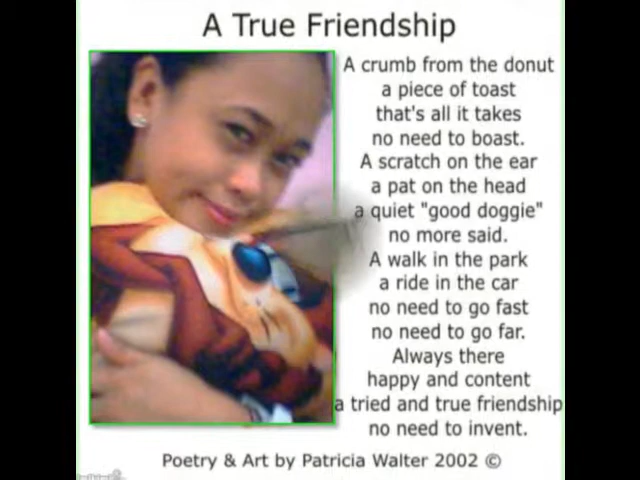 A True Friendship
A crumb from the donut
a piece of toast
that's all it takes
no need to boast.
A scratch on the ear
a pat on the head
a quiet "good doggie"
no more said.
A walk in the park
a ride in the car
no need to go fast
no need to go far.
Always there
happy and content
a tried and true friendship
no need to invent.
Poetry & Art by Patricia Walter 2002 ©